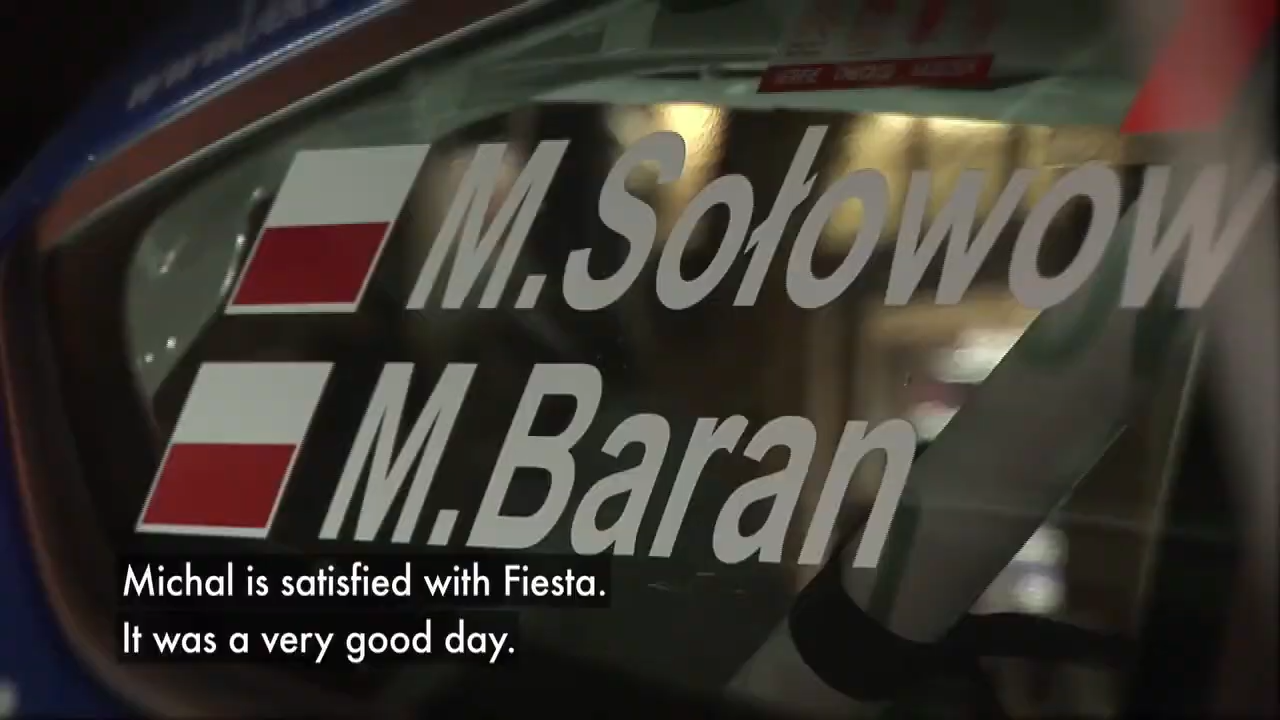 M.Sołowow
M.Baran
Michal is satisfied with Fiesta.
It was a very good day.